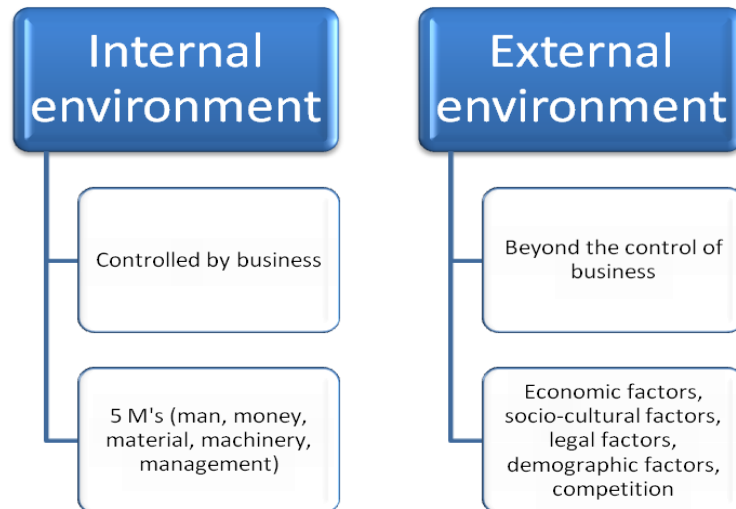 Internal
environment
Controlled by business
5 M's (man, money,
material, machinery,
management)
External
environment
Beyond the control of
business
Economic factors,
socio-cultural factors,
legal factors,
demographic factors,
competition